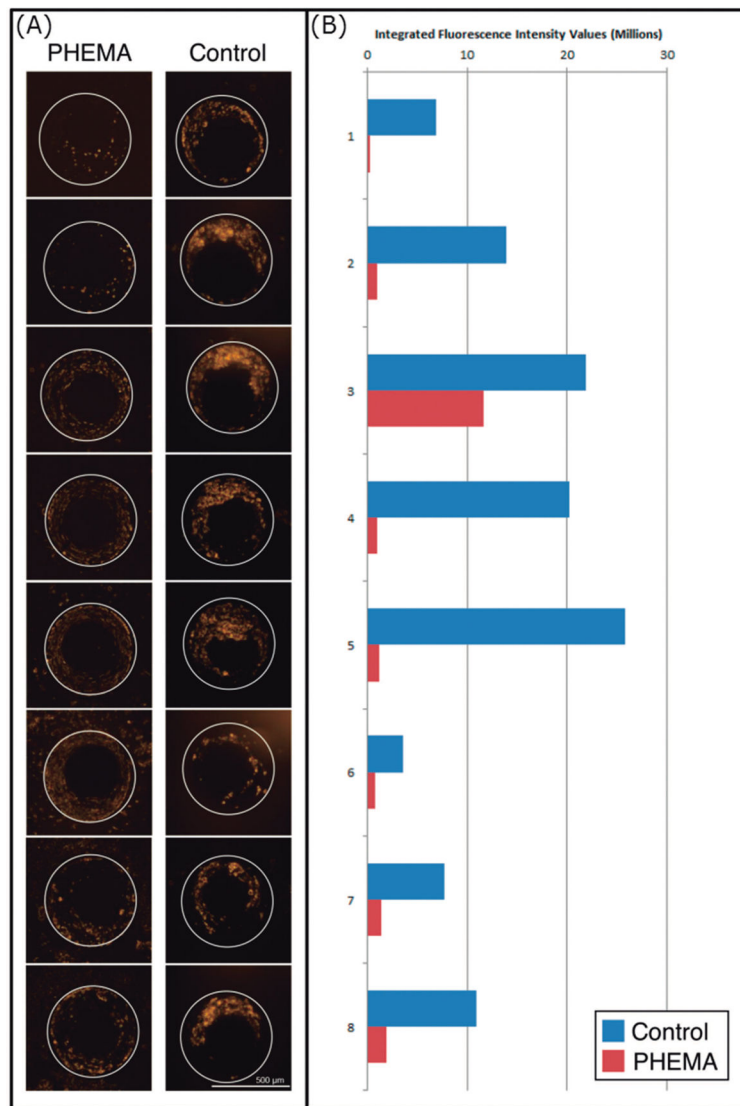 (A)
PHEMA Control
500 µm
(B)
Integrated Fluorescence Intensity Values (Millions)
0 10 20 30
1
2
3
4
5
6
7
8
Control
PHEMA